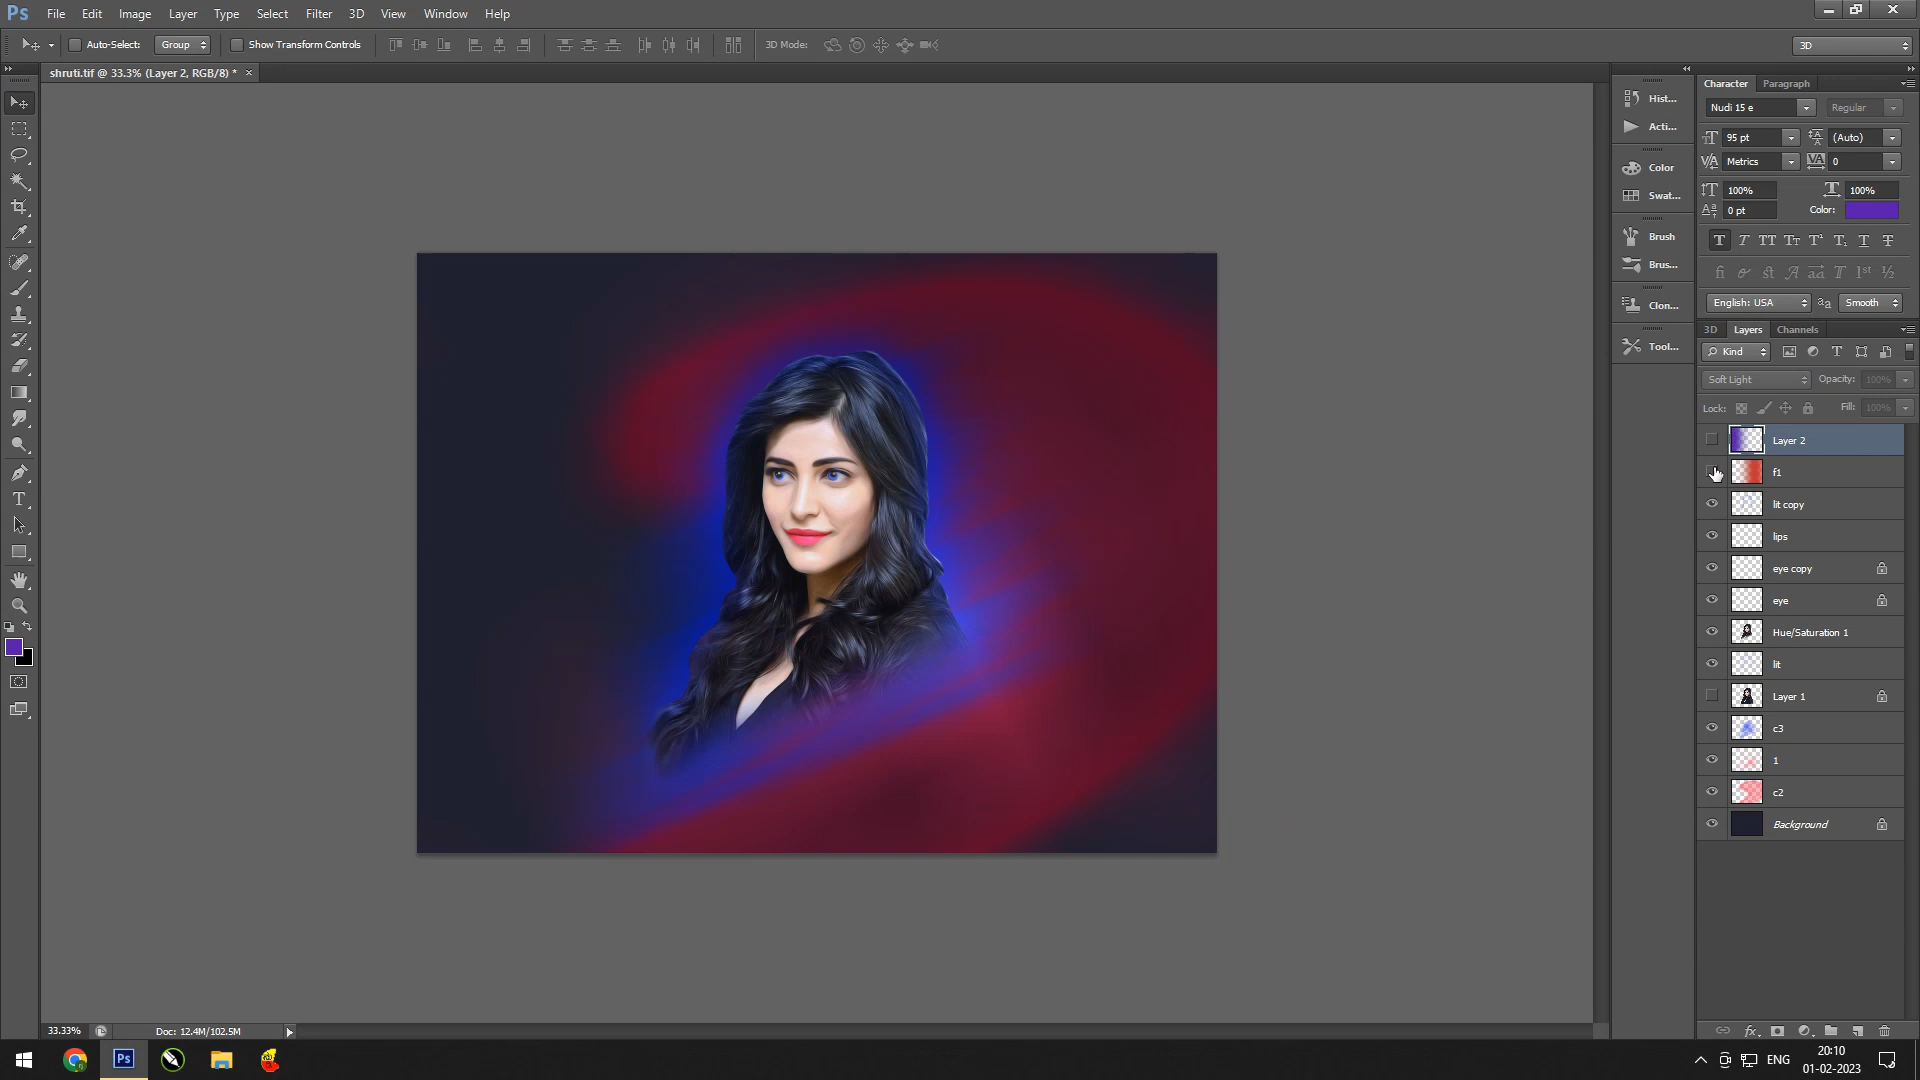 Ps File Edit Image Layer Type Select Filter 3D View Window Help
Auto-Select: Group Show Transform Controls 3D Mode: 3D
shruti.tif @ 33.3% (Layer 2, RGB/8) * ×
Hist...
Acti...
Color
Swat...
Brush
Brus...
Clon...
Tool...
Character Paragraph
Nudi 15 e Regular
95 pt (Auto)
Metrics 0
100% 100%
0 pt Color:
English: USA Smooth
3D Layers Channels
Kind
Soft Light Opacity: 100%
Lock: Fill: 100%
Layer 2
f1
lit copy
lips
eye copy
eye
Hue/Saturation 1
lit
Layer 1
c3
1
c2
Background
33.33% Doc: 12.4M/102.5M
Ps
ENG
20:10
01-02-2023